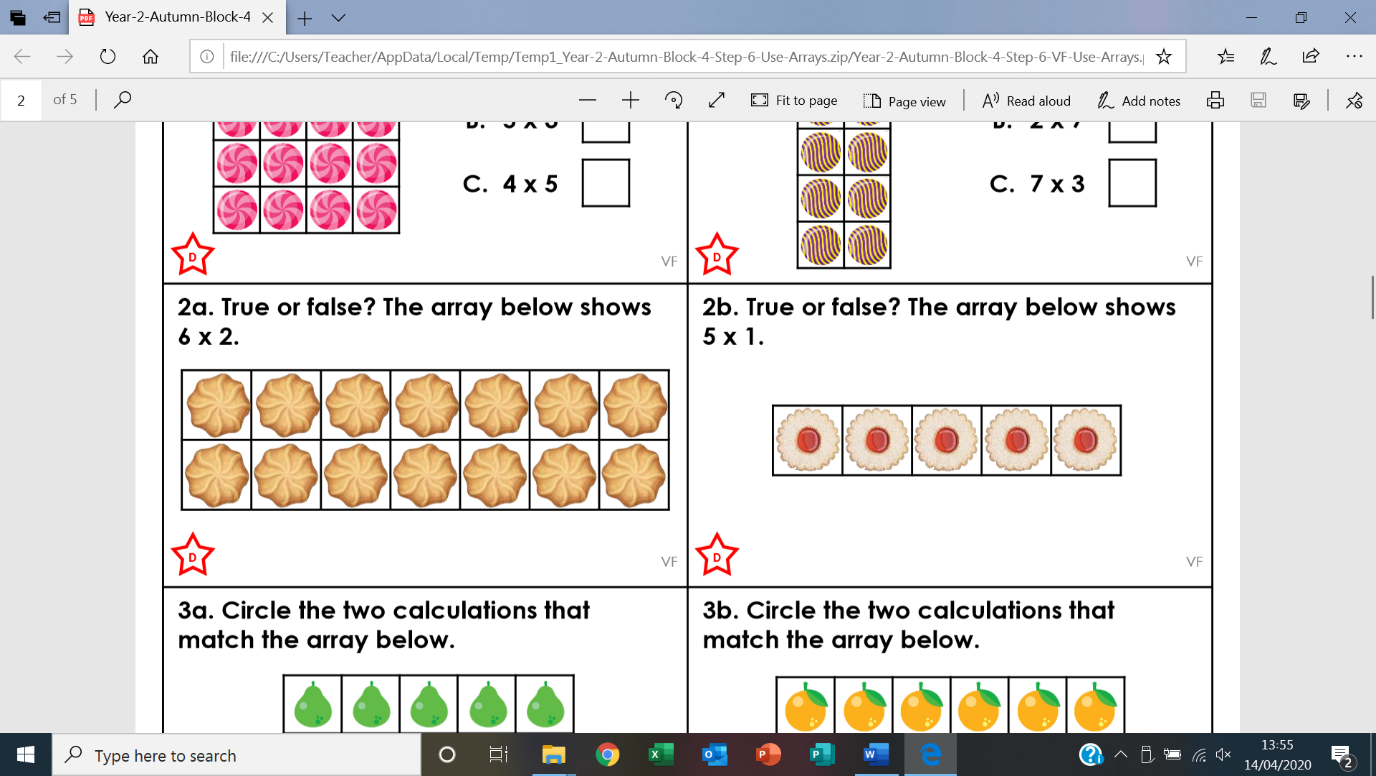 Year-2-Autumn-Block-4
file:///C:/Users/Teacher/AppData/Local/Temp/Temp1_Year-2-Autumn-Block-4-Step-6-Use-Arrays.zip/Year-2-Autumn-Block-4-Step-6-VF-Use-Arrays.
2 of 5
Fit to page
Page view
Read aloud
Add notes
C. 4 x 5
D
VF
C. 7 x 3
D
VF
2a. True or false? The array below shows
6 x 2.
D
VF
2b. True or false? The array below shows
5 x 1.
D
VF
3a. Circle the two calculations that
match the array below.
3b. Circle the two calculations that
match the array below.
Type here to search
13:55
14/04/2020
2